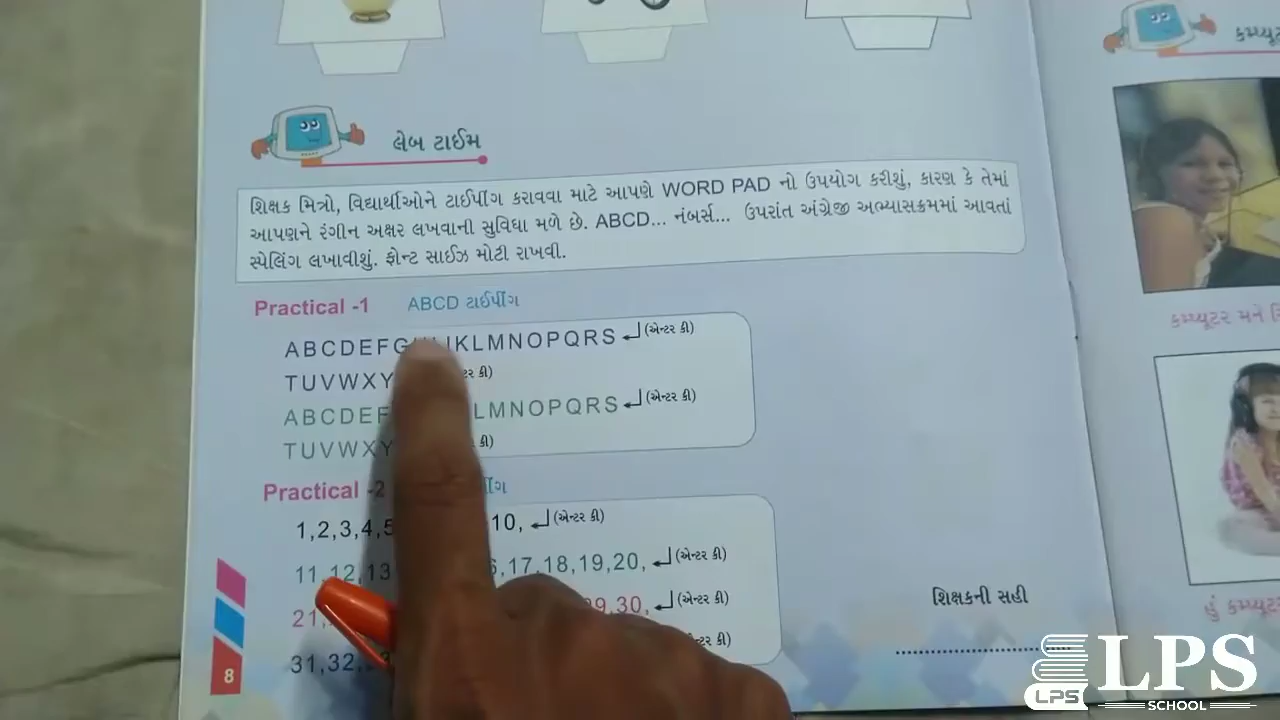 લેબ ટાઈમ
શિક્ષક મિત્રો, વિદ્યાર્થીઓને ટાઈપીંગ કરાવવા માટે આપણે WORD PAD નો ઉપયોગ કરીશું, કારણ કે તેમાં
આપણને રંગીન અક્ષર લખવાની સુવિધા મળે છે. ABCD... નંબર્સ... ઉપરાંત અંગ્રેજી અભ્યાસક્રમમાં આવતાં
સ્પેલિંગ લખાવીશું. ફોન્ટ સાઈઝ મોટી રાખવી.
Practical -1 ABCD ટાઈપીંગ
ABCDEFG KLMNOPQRS (એન્ટર કી)
TUVWXY કી)
ABCDEF LMNOPQRS (એન્ટર કી)
TUVWXY કી)
Practical -2
1,2,3,4,5 10, (એન્ટર કી)
11,12,13 ,17,18,19,20, (એન્ટર કી)
21, 30, (એન્ટર કી)
31,32, કી)
શિક્ષકની સહી
8
કમ્પ્યૂટર મને
હું
LPS
LPS
SCHOOL